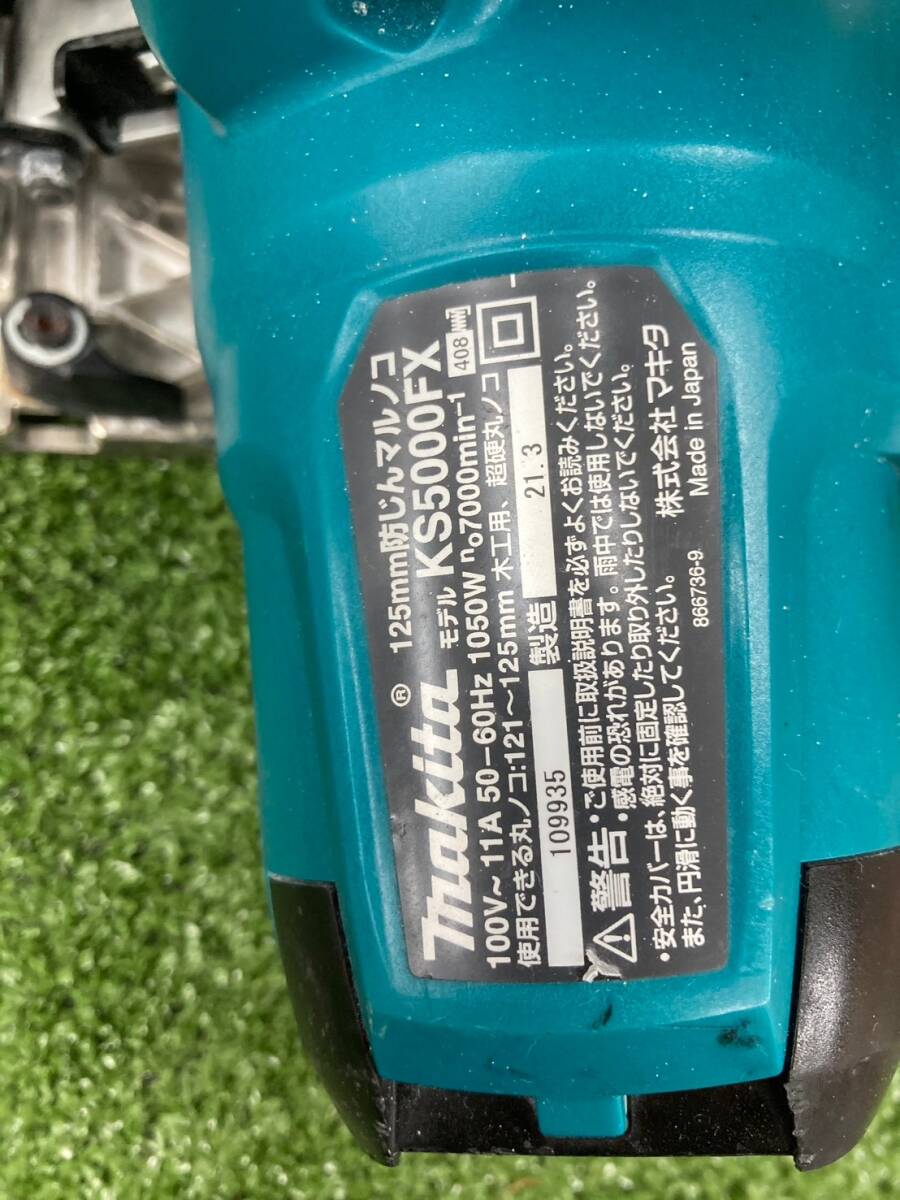 125mm防じんマルノコ
Makita® モデル KS5000FX
100V~ 11A 50-60Hz 1050W n₀7000min⁻¹ 408
使用できる丸ノコ:121~125mm 木工用、超硬丸ノコ
109935 製造 21.3
警告・ご使用前に取扱説明書を必ずよくお読みください。
・感電の恐れがあります。雨中では使用しないでください。
・安全カバーは、絶対に固定したり取り外したりしないでください。
また、円滑に動く事を確認してください。
株式会社 マキタ
866736-9 Made in Japan